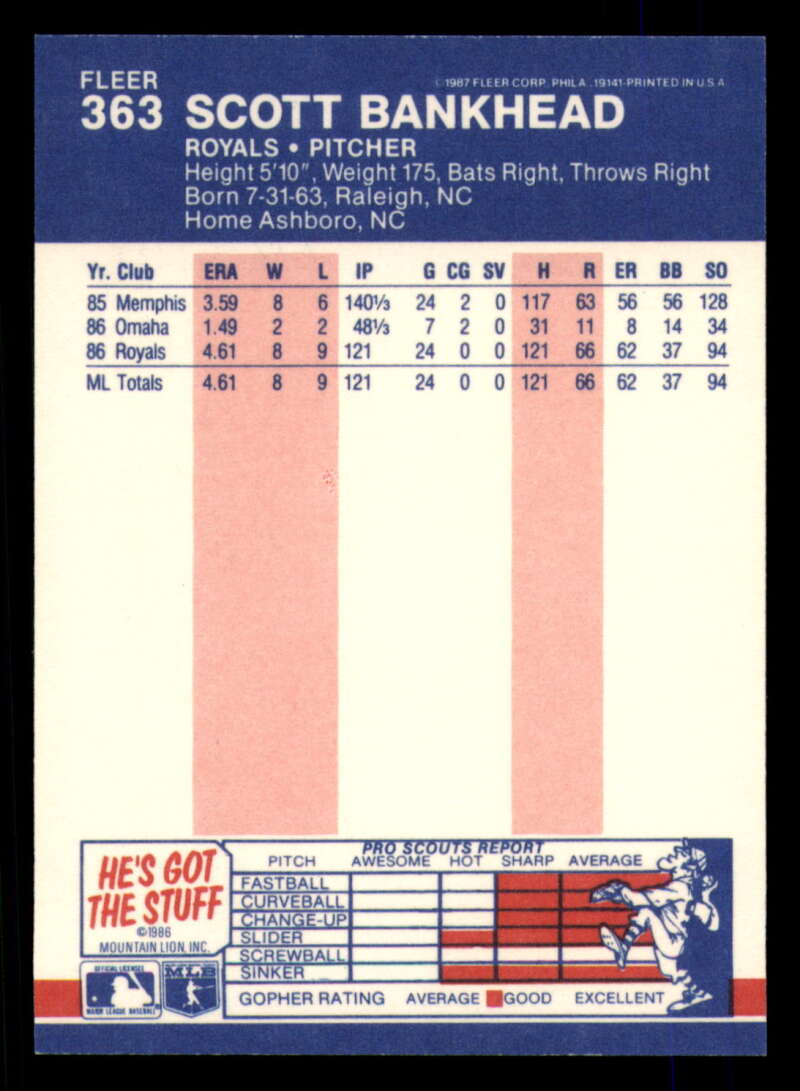 FLEER
©1987 FLEER CORP. PHILA., 19141-PRINTED IN U.S.A.
363 SCOTT BANKHEAD
ROYALS • PITCHER
Height 5'10", Weight 175, Bats Right, Throws Right
Born 7-31-63, Raleigh, NC
Home Ashboro, NC
Yr. Club ERA W L IP G CG SV H R ER BB SO
85 Memphis 3.59 8 6 140⅓ 24 2 0 117 63 56 56 128
86 Omaha 1.49 2 2 48⅓ 7 2 0 31 11 8 14 34
86 Royals 4.61 8 9 121 24 0 0 121 66 62 37 94
ML Totals 4.61 8 9 121 24 0 0 121 66 62 37 94
HE'S GOT
THE STUFF
©1986
MOUNTAIN LION, INC.
PRO SCOUTS REPORT
PITCH AWESOME HOT SHARP AVERAGE
FASTBALL
CURVEBALL
CHANGE-UP
SLIDER
SCREWBALL
SINKER
GOPHER RATING AVERAGE GOOD EXCELLENT
OFFICIAL LICENSEE
MAJOR LEAGUE BASEBALL
MLB